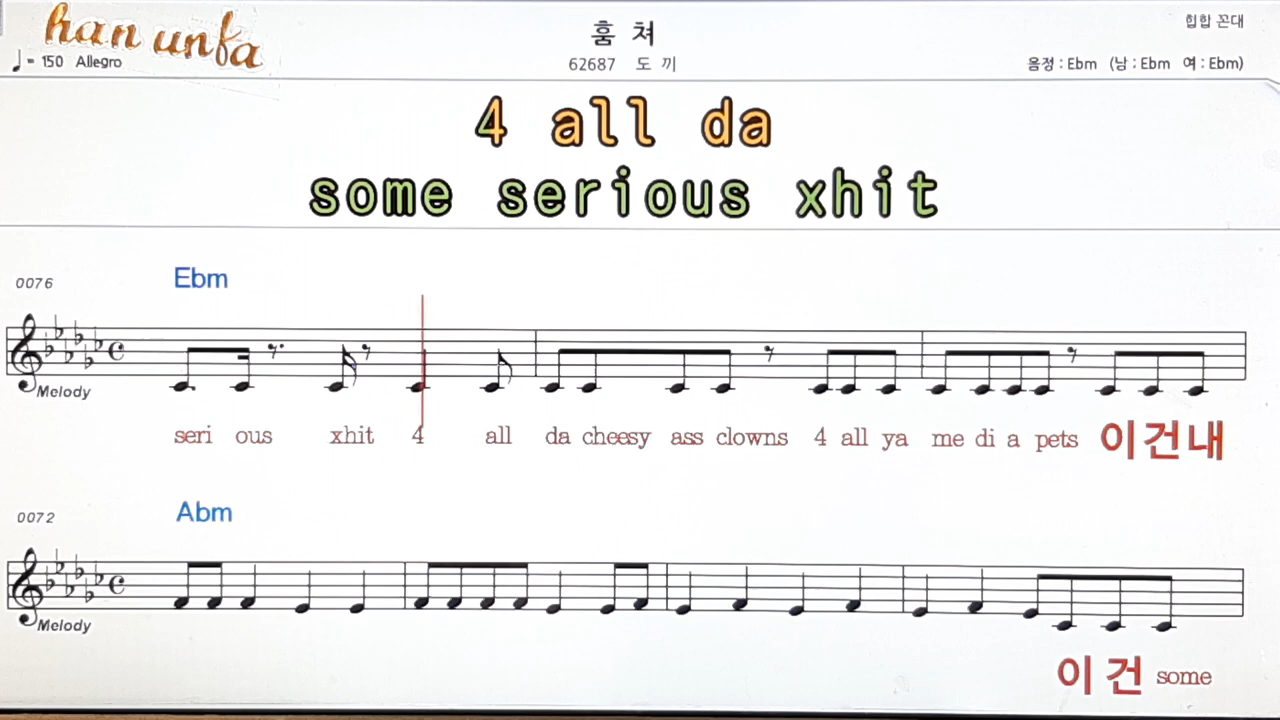 han unfa
훔 쳐
힙합 꼰대
♩= 150 Allegro
62687 도 끼
음정 : Ebm (남 : Ebm 여 : Ebm)
4 all da
some serious xhit
0076
Ebm
Melody
seri ous xhit 4 all da cheesy ass clowns 4 all ya me di a pets 이건내
0072
Abm
Melody
이 건 some